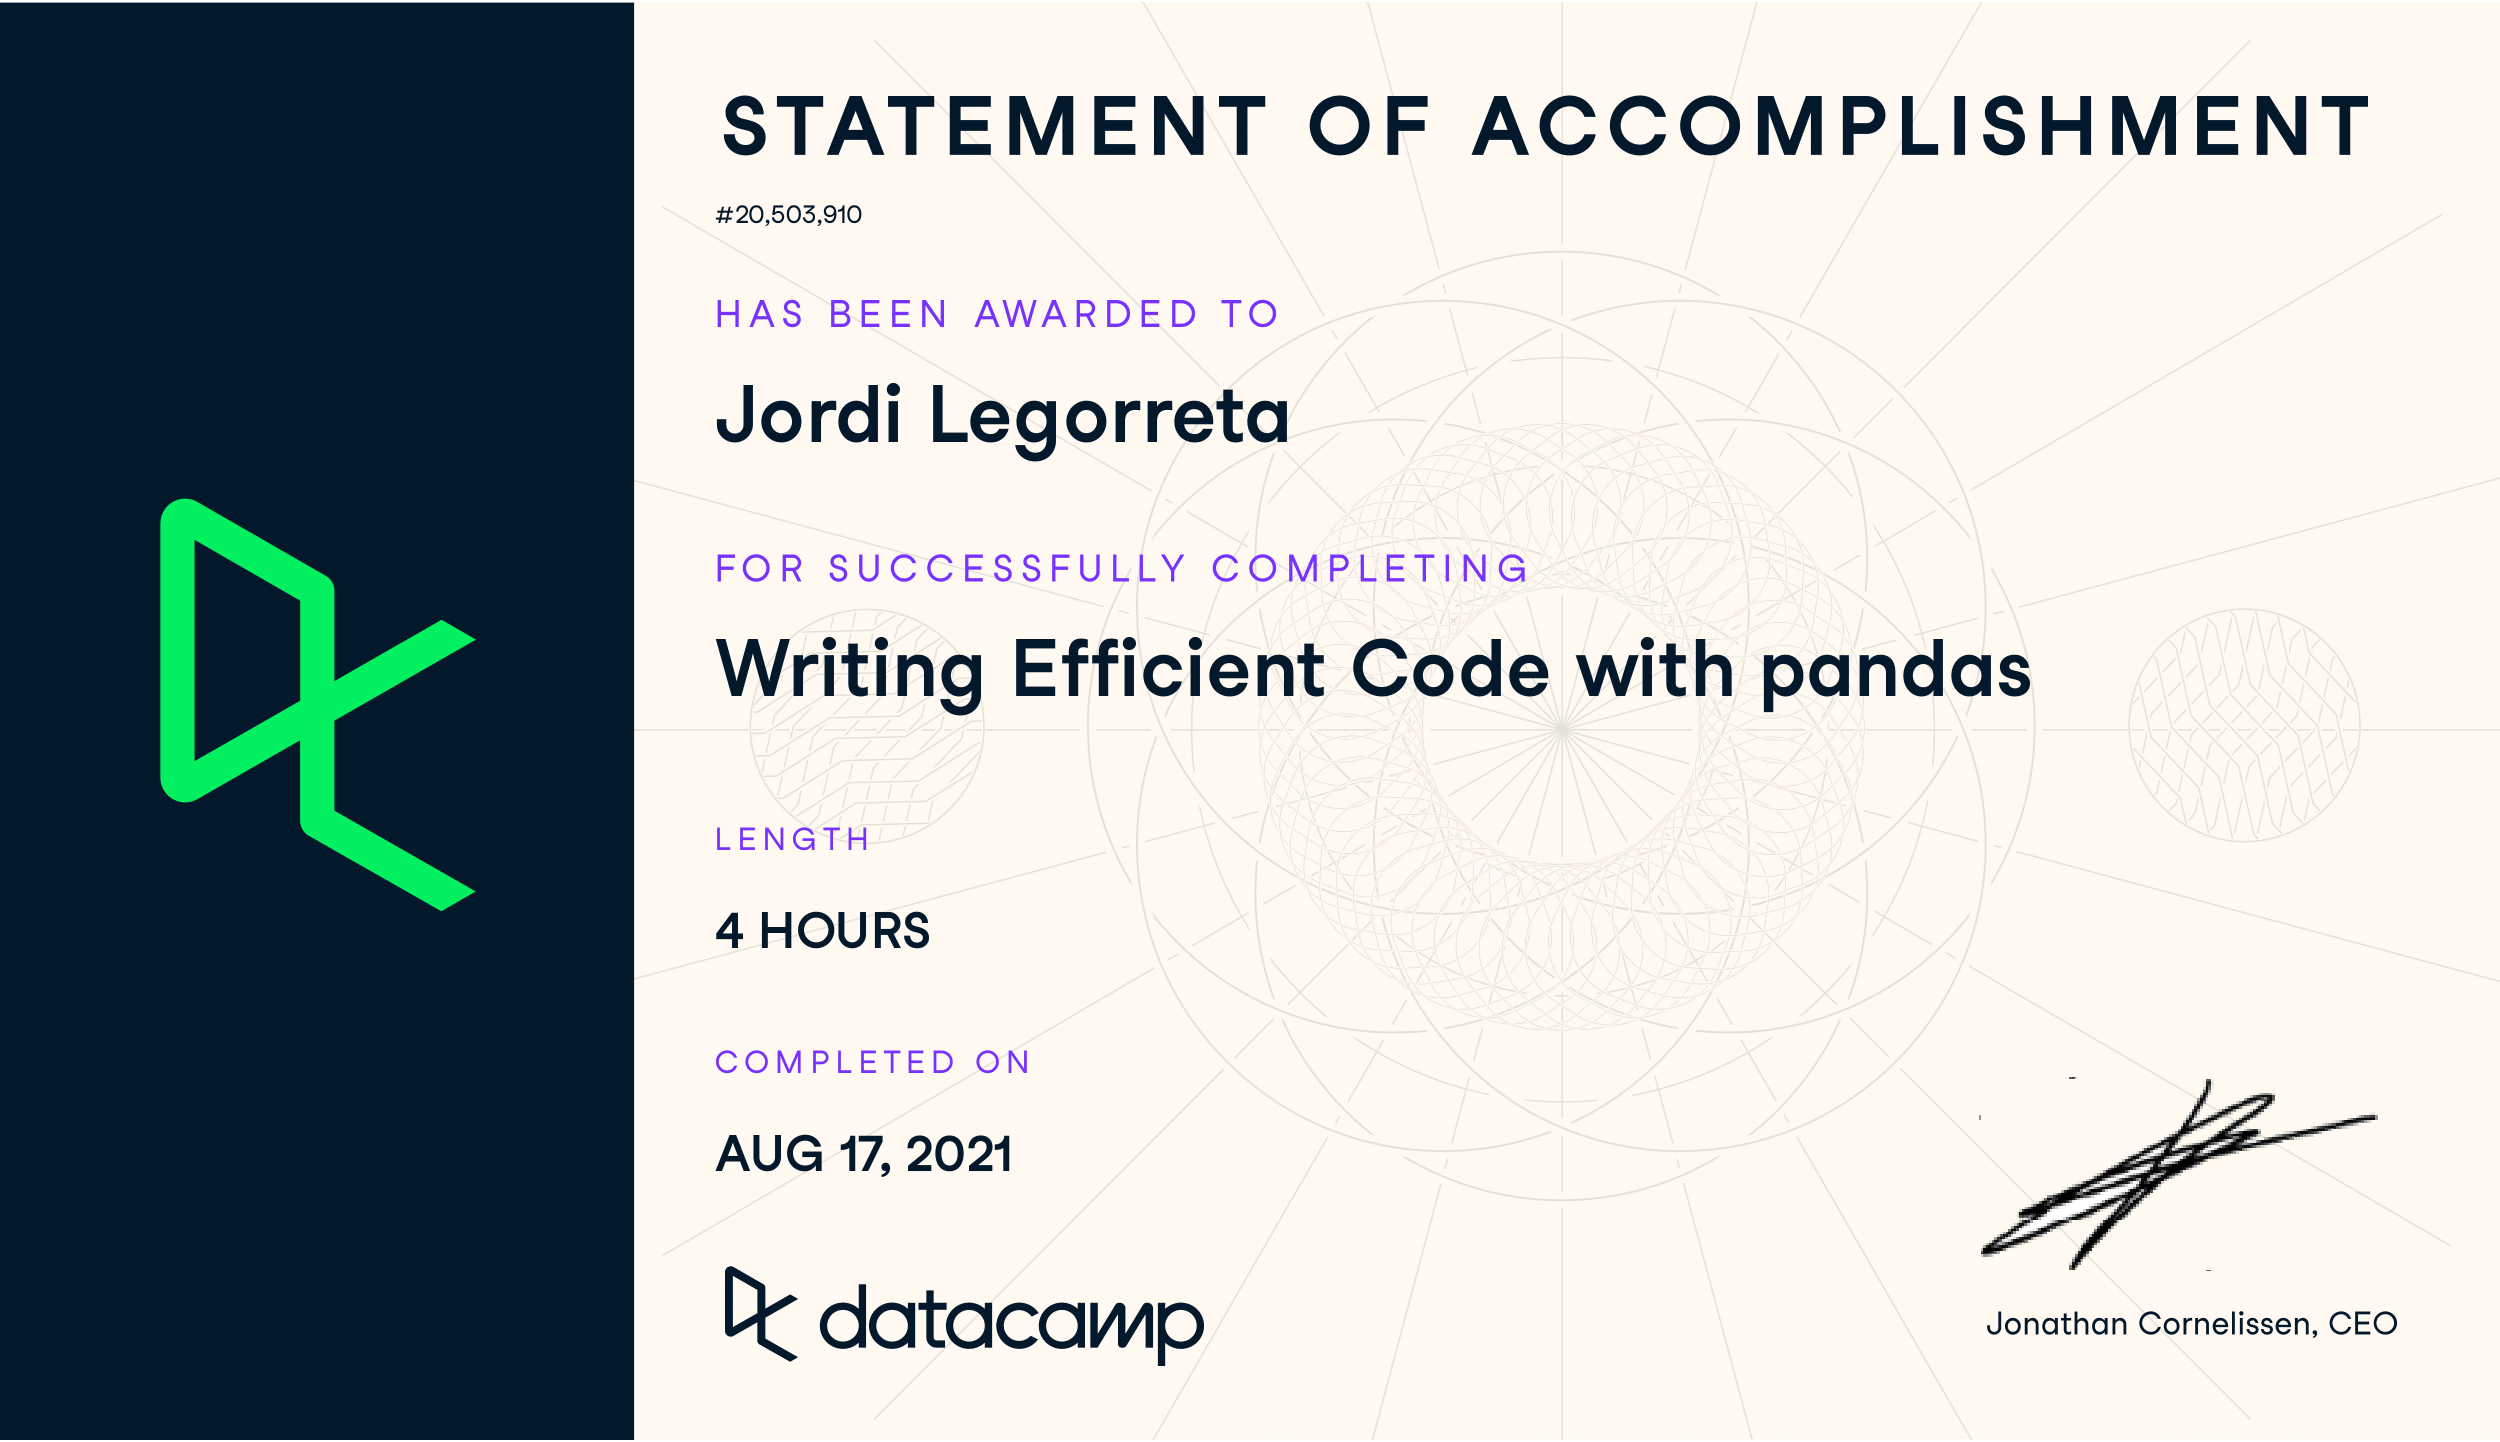 STATEMENT OF ACCOMPLISHMENT
#20,503,910
HAS BEEN AWARDED TO
Jordi Legorreta
FOR SUCCESSFULLY COMPLETING
Writing Efficient Code with pandas
LENGTH
4 HOURS
COMPLETED ON
AUG 17, 2021
datacamp
Jonathan Cornelissen, CEO